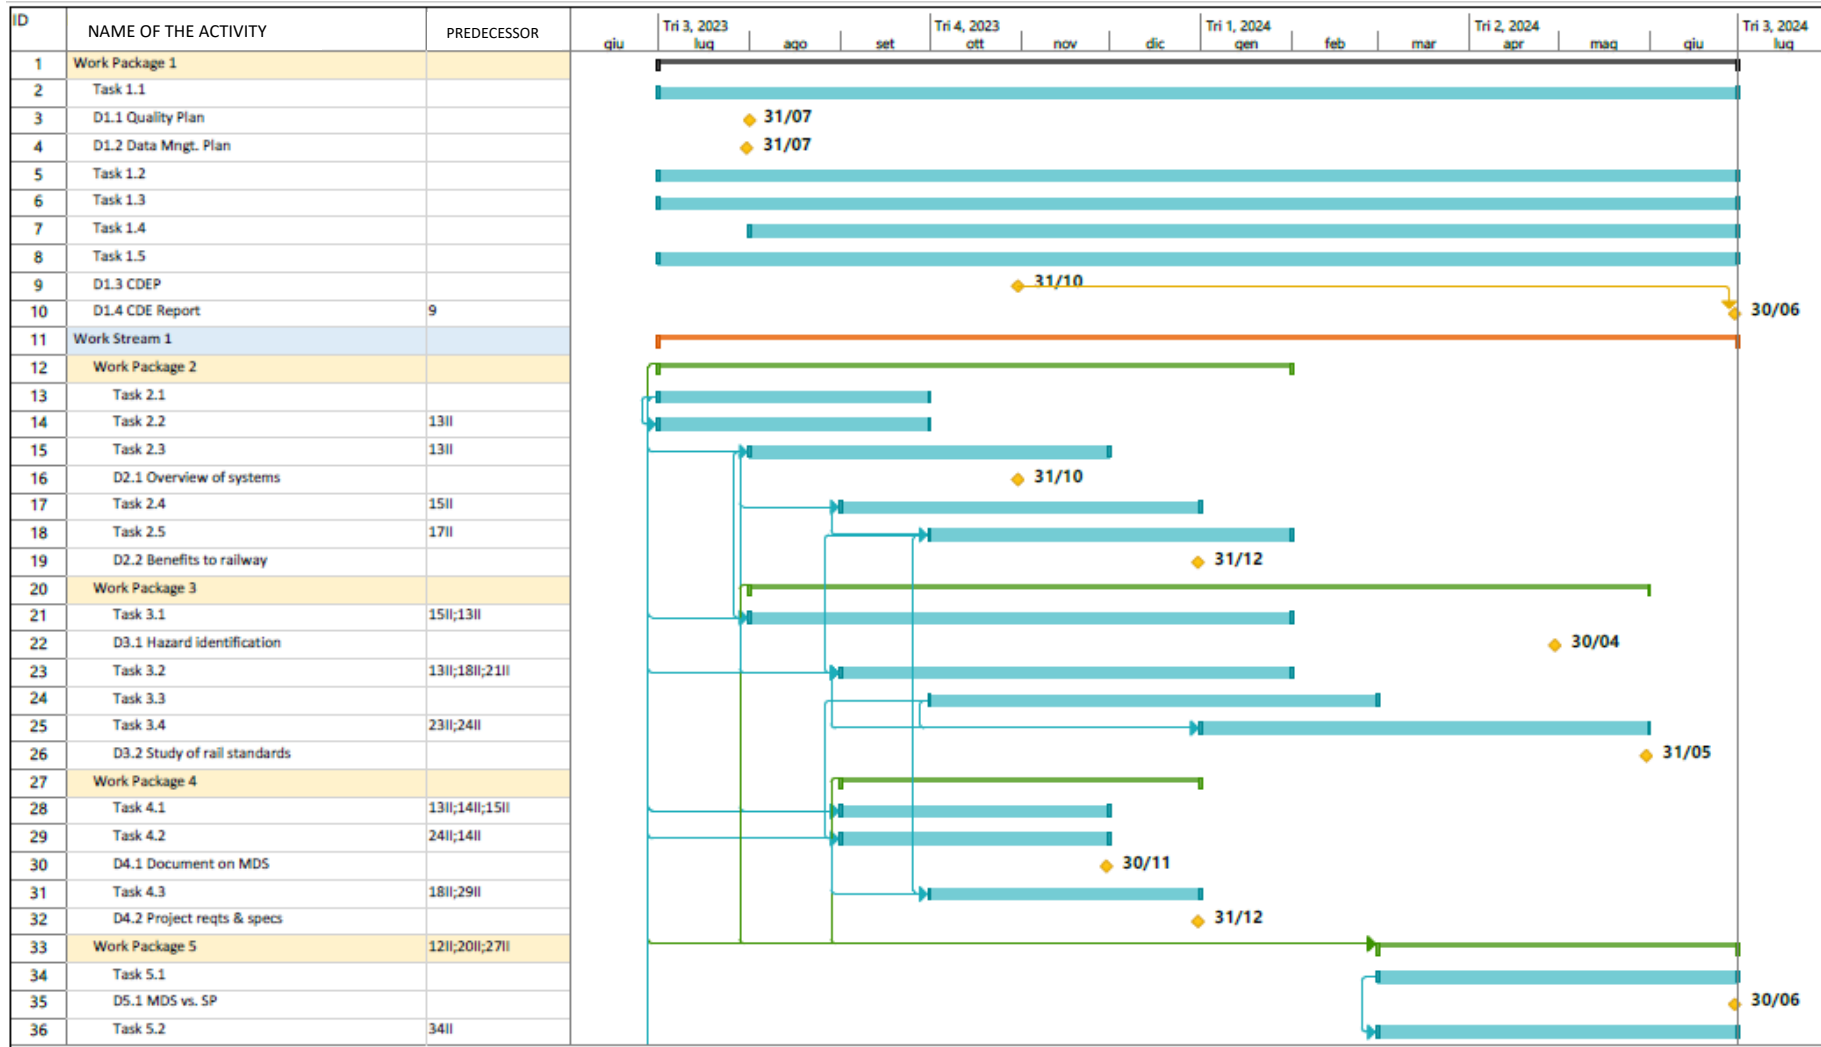 ID NAME OF THE ACTIVITY PREDECESSOR
Tri 3, 2023 Tri 4, 2023 Tri 1, 2024 Tri 2, 2024 Tri 3, 2024
giu lug ago set ott nov dic gen feb mar apr mag giu lug
1 Work Package 1
2 Task 1.1
3 D1.1 Quality Plan 31/07
4 D1.2 Data Mngt. Plan 31/07
5 Task 1.2
6 Task 1.3
7 Task 1.4
8 Task 1.5
9 D1.3 CDEP 31/10
10 D1.4 CDE Report 9 30/06
11 Work Stream 1
12 Work Package 2
13 Task 2.1
14 Task 2.2 13II
15 Task 2.3 13II
16 D2.1 Overview of systems 31/10
17 Task 2.4 15II
18 Task 2.5 17II
19 D2.2 Benefits to railway 31/12
20 Work Package 3
21 Task 3.1 15II;13II
22 D3.1 Hazard identification 30/04
23 Task 3.2 13II;18II;21II
24 Task 3.3
25 Task 3.4 23II;24II
26 D3.2 Study of rail standards 31/05
27 Work Package 4
28 Task 4.1 13II;14II;15II
29 Task 4.2 24II;14II
30 D4.1 Document on MDS 30/11
31 Task 4.3 18II;29II
32 D4.2 Project reqts & specs 31/12
33 Work Package 5 12II;20II;27II
34 Task 5.1
35 D5.1 MDS vs. SP 30/06
36 Task 5.2 34II